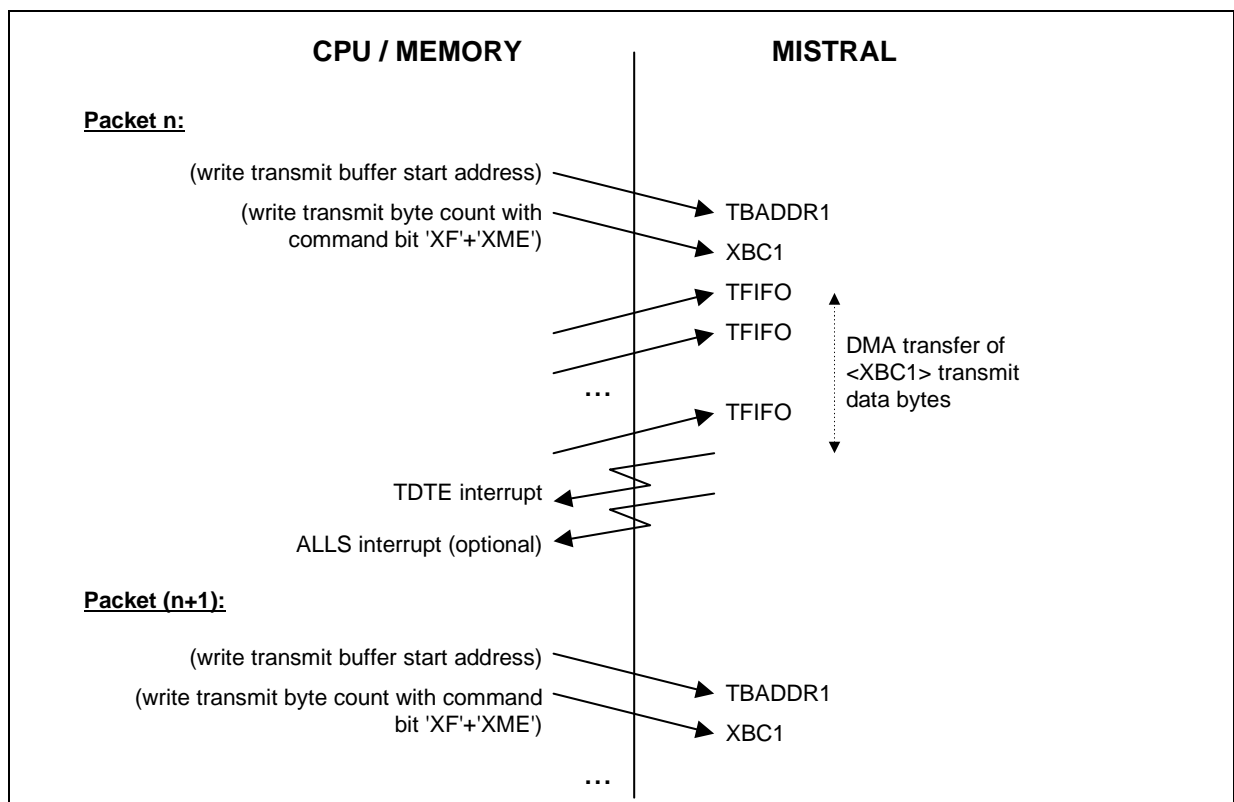 CPU / MEMORY
MISTRAL
Packet n:
(write transmit buffer start address)
TBADDR1
(write transmit byte count with
command bit 'XF'+'XME')
XBC1
TFIFO
TFIFO
DMA transfer of
<XBC1> transmit
data bytes
...
TFIFO
TDTE interrupt
ALLS interrupt (optional)
Packet (n+1):
(write transmit buffer start address)
TBADDR1
(write transmit byte count with command
bit 'XF'+'XME')
XBC1
...